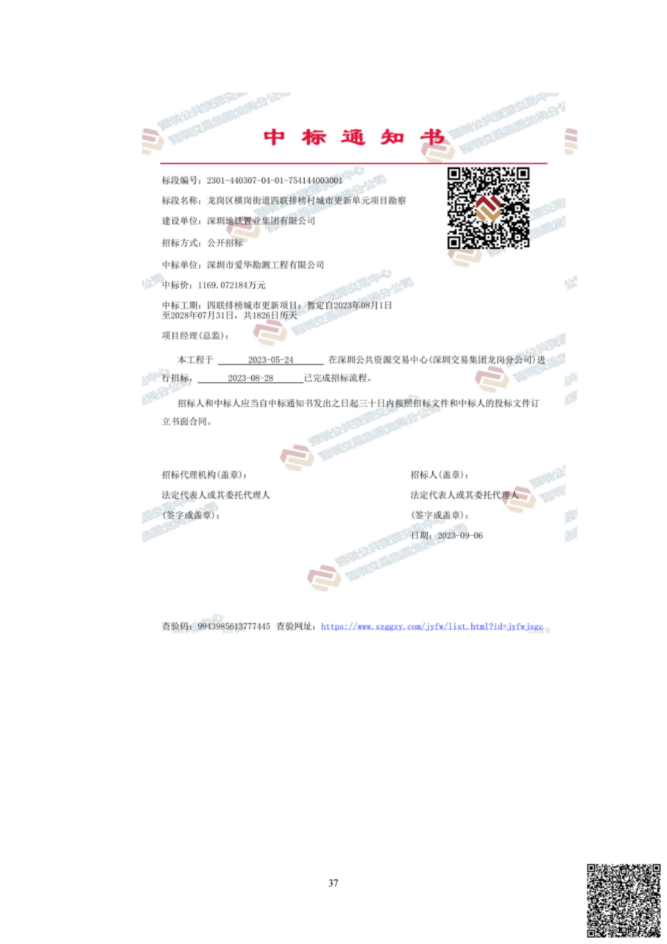 中标通知书
标段编号：2301-440307-04-01-754144003001
标段名称：龙岗区横岗街道四联排榜村城市更新单元项目勘察
建设单位：深圳地铁置业集团有限公司
招标方式：公开招标
中标单位：深圳市爱华勘测工程有限公司
中标价：1169.072184万元
中标工期：四联排榜城市更新项目：暂定自2023年08月1日
至2028年07月31日，共1826日历天
项目经理(总监)：
本工程于 2023-05-24 在深圳公共资源交易中心(深圳交易集团龙岗分公司)进
行招标， 2023-08-28 已完成招标流程。
招标人和中标人应当自中标通知书发出之日起三十日内按照招标文件和中标人的投标文件订
立书面合同。
招标代理机构(盖章)： 招标人(盖章)：
法定代表人或其委托代理人 法定代表人或其委托代理人
(签字或盖章)： (签字或盖章)：
日期：2023-09-06
查验码：9943985613777445 查验网址：https://www.szggzy.com/jyfw/list.html?id=jyfwjsgc
37